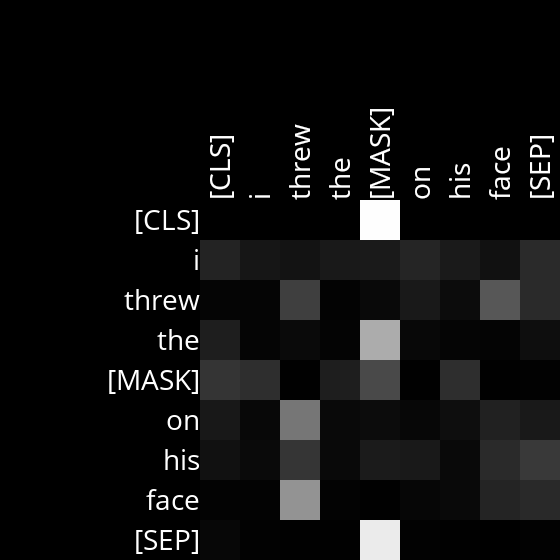 [CLS] i threw the [MASK] on his face [SEP]
[CLS]
i
threw
the
[MASK]
on
his
face
[SEP]